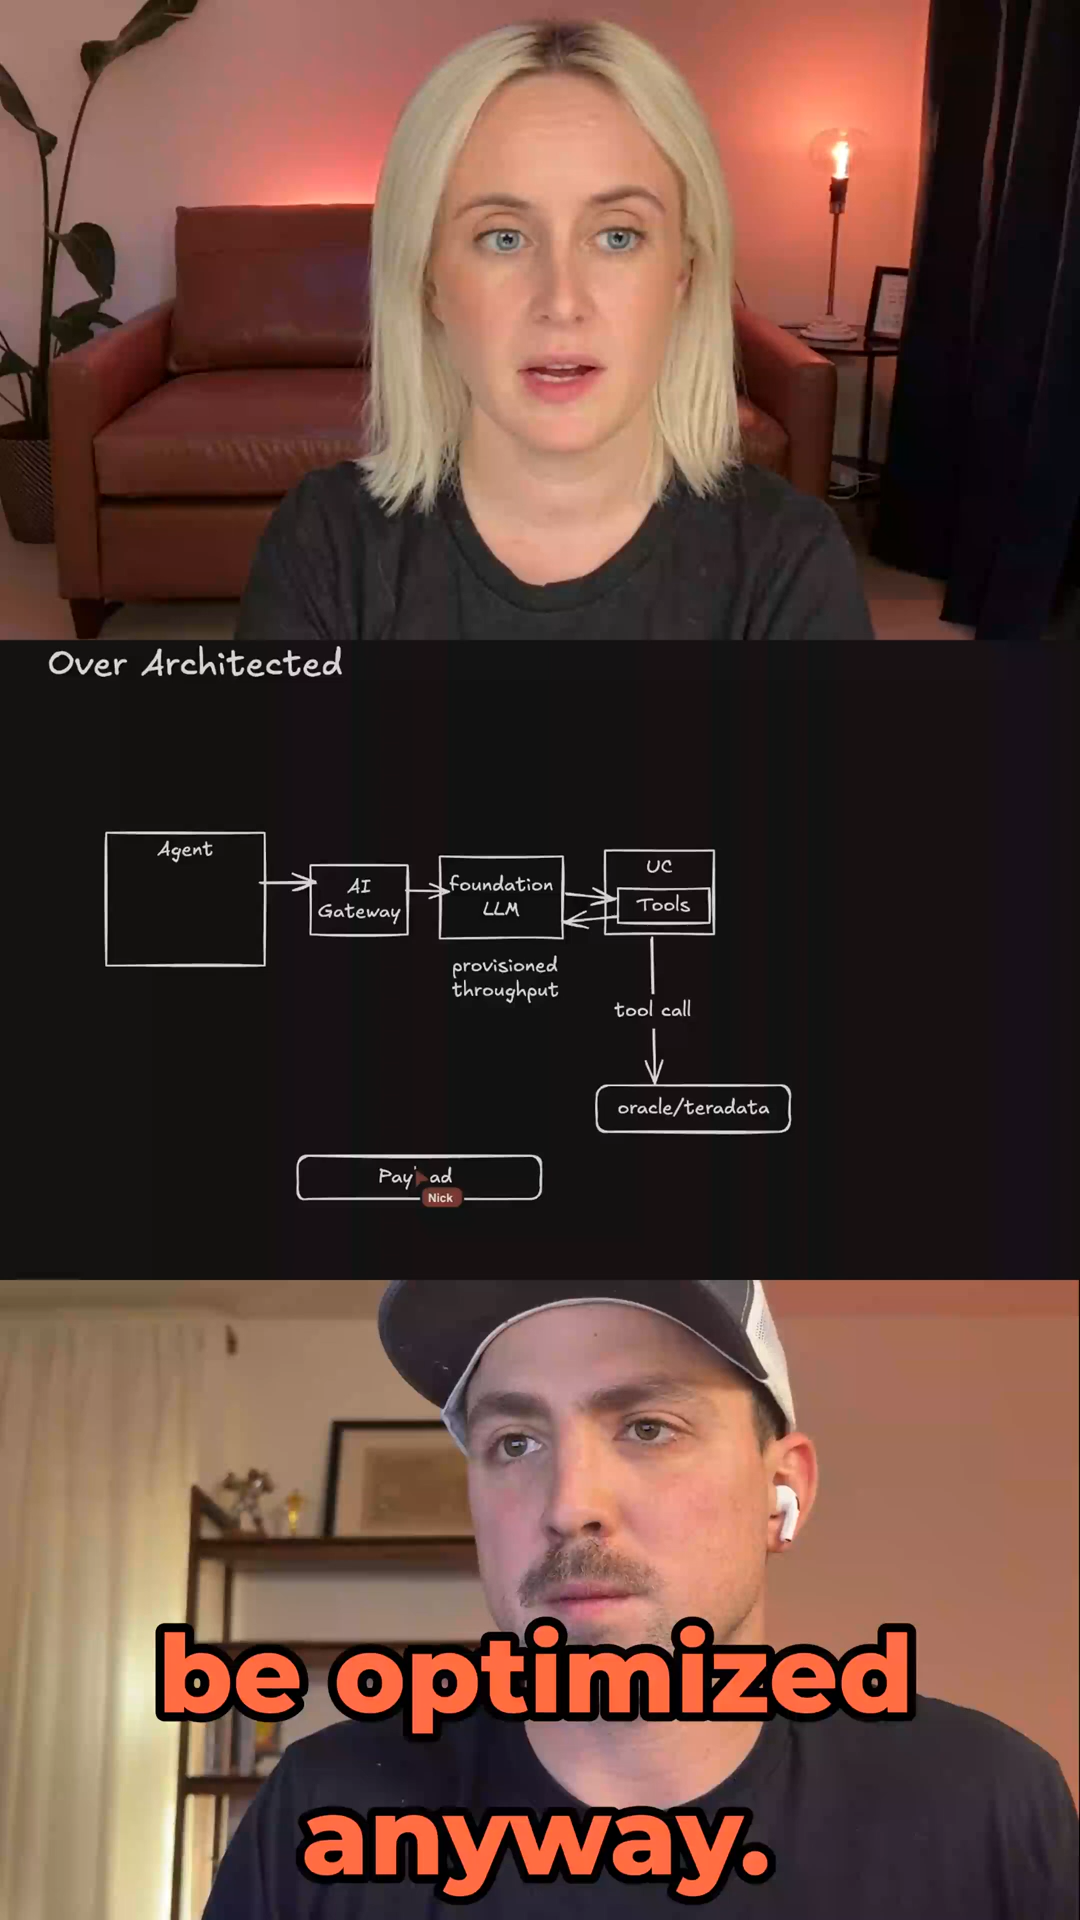 Over Architected
Agent
AI
Gateway
foundation
LLM
UC
Tools
provisioned
throughput
tool call
oracle/teradata
Nick
be optimized
anyway.